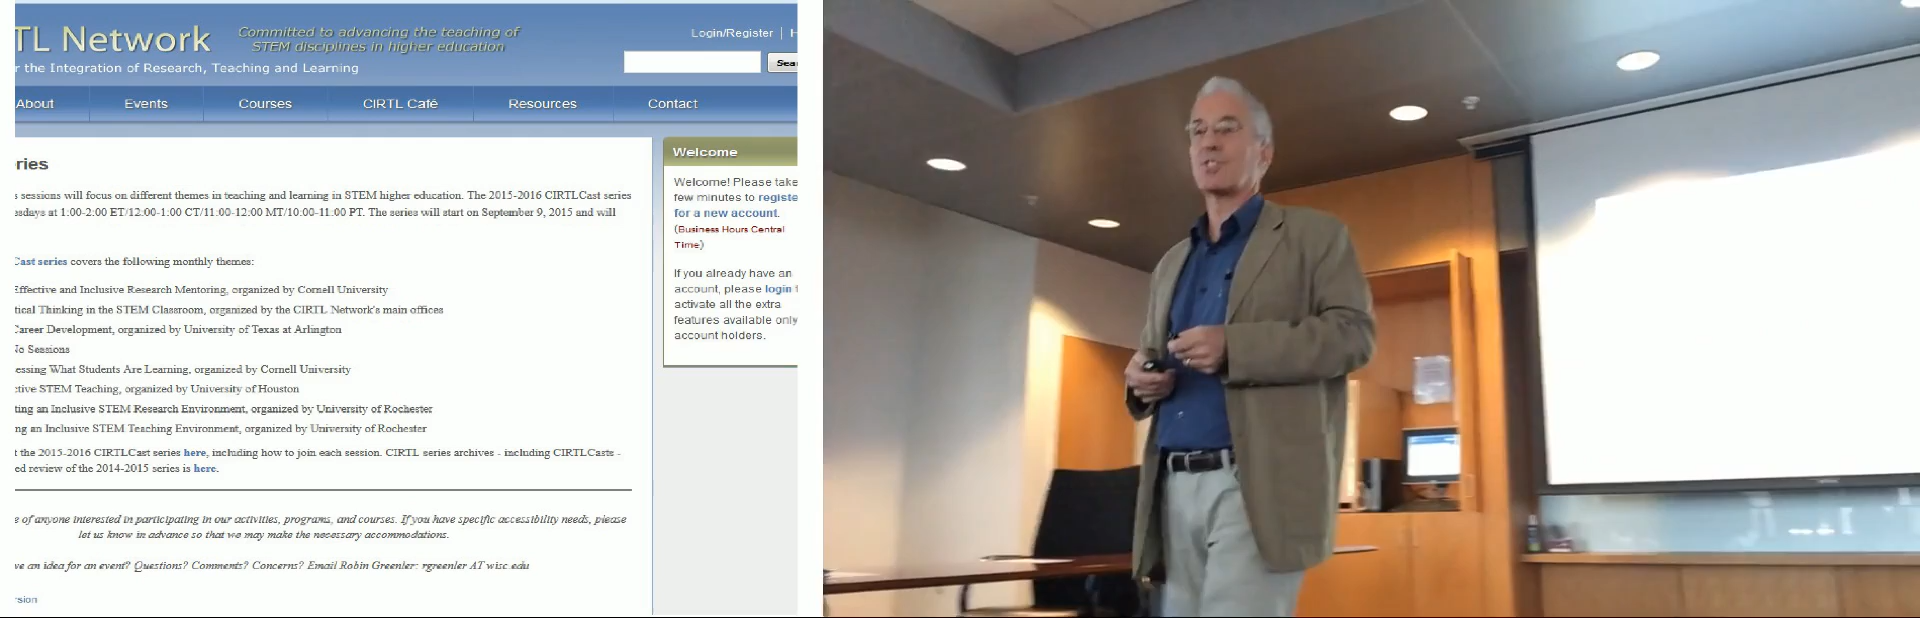 TL Network
Committed to advancing the teaching of
STEM disciplines in higher education
r the Integration of Research, Teaching and Learning
Login/Register
Sea
About Events Courses CIRTL Café Resources Contact
ries
s sessions will focus on different themes in teaching and learning in STEM higher education. The 2015-2016 CIRTLCast series
esdays at 1:00-2:00 ET/12:00-1:00 CT/11:00-12:00 MT/10:00-11:00 PT. The series will start on September 9, 2015 and will
Cast series covers the following monthly themes:
Effective and Inclusive Research Mentoring, organized by Cornell University
tical Thinking in the STEM Classroom, organized by the CIRTL Network's main offices
Career Development, organized by University of Texas at Arlington
No Sessions
essing What Students Are Learning, organized by Cornell University
ctive STEM Teaching, organized by University of Houston
ting an Inclusive STEM Research Environment, organized by University of Rochester
ng an Inclusive STEM Teaching Environment, organized by University of Rochester
t the 2015-2016 CIRTLCast series here, including how to join each session. CIRTL series archives - including CIRTLCasts -
ed review of the 2014-2015 series is here.
e of anyone interested in participating in our activities, programs, and courses. If you have specific accessibility needs, please
let us know in advance so that we may make the necessary accommodations.
ve an idea for an event? Questions? Comments? Concerns? Email Robin Greenler: rgreenler AT wisc.edu
rsion
Welcome
Welcome! Please take
few minutes to registe
for a new account.
(Business Hours Central
Time)
If you already have an
account, please login t
activate all the extra
features available only
account holders.